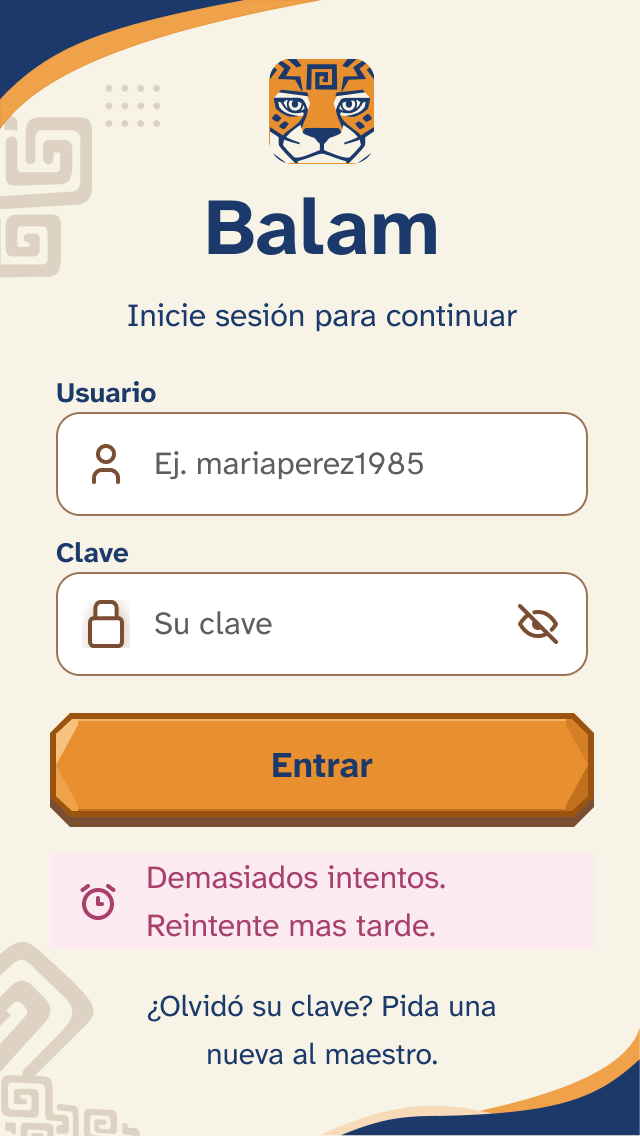 Balam
Inicie sesión para continuar
Usuario
Ej. mariaperez1985
Clave
Su clave
Entrar
Demasiados intentos.
Reintente mas tarde.
¿Olvidó su clave? Pida una
nueva al maestro.